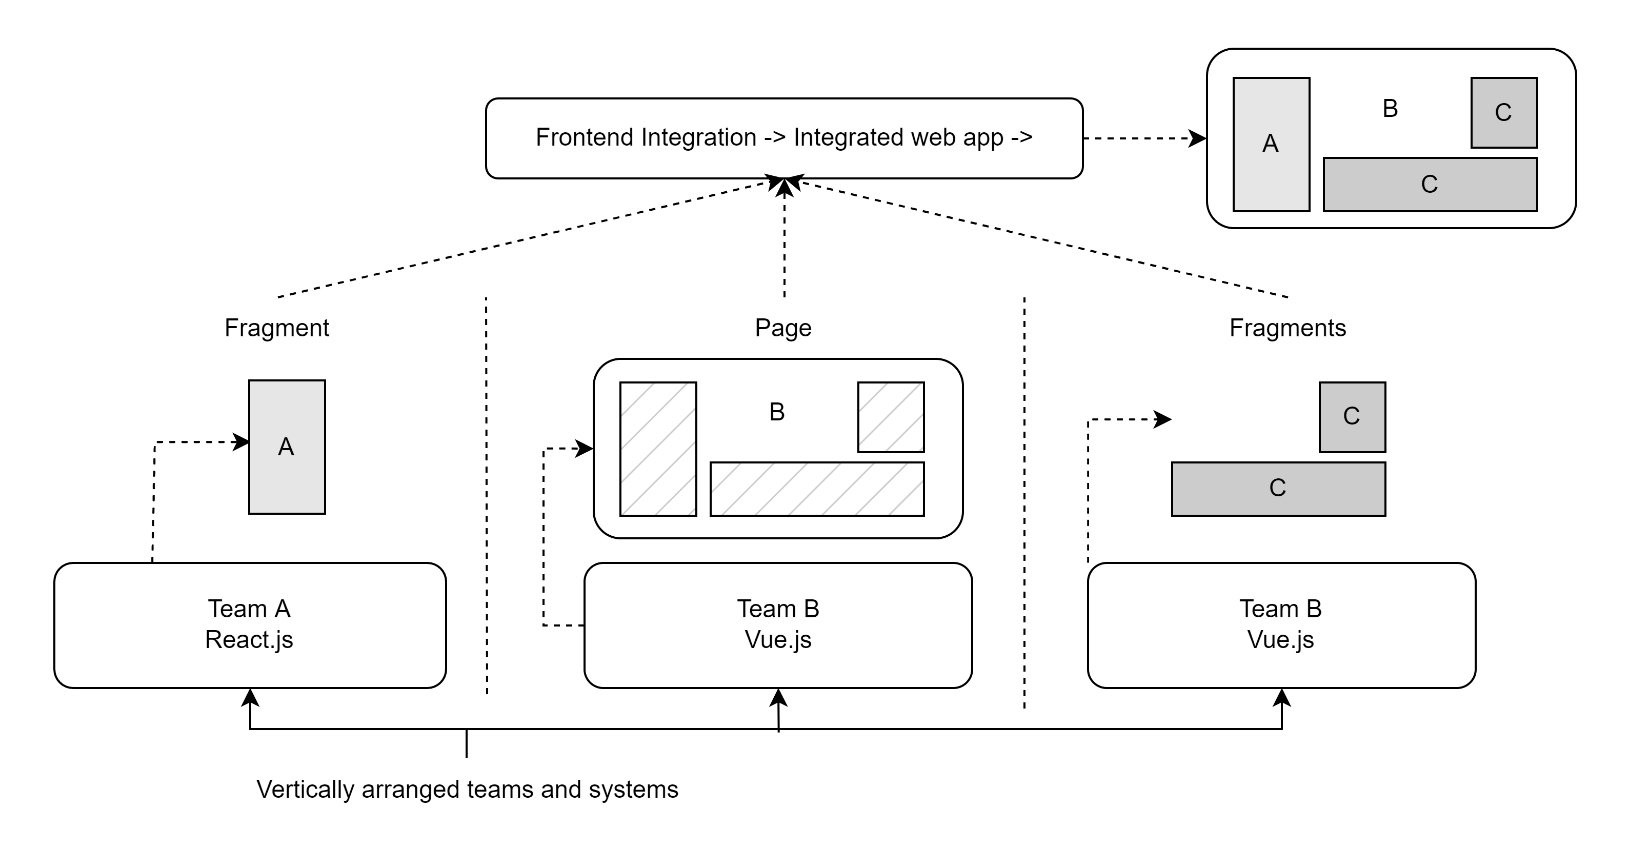 Frontend Integration -> Integrated web app ->
A
B
C
C
Fragment
Page
Fragments
A
B
C
C
Team A
React.js
Team B
Vue.js
Team B
Vue.js
Vertically arranged teams and systems